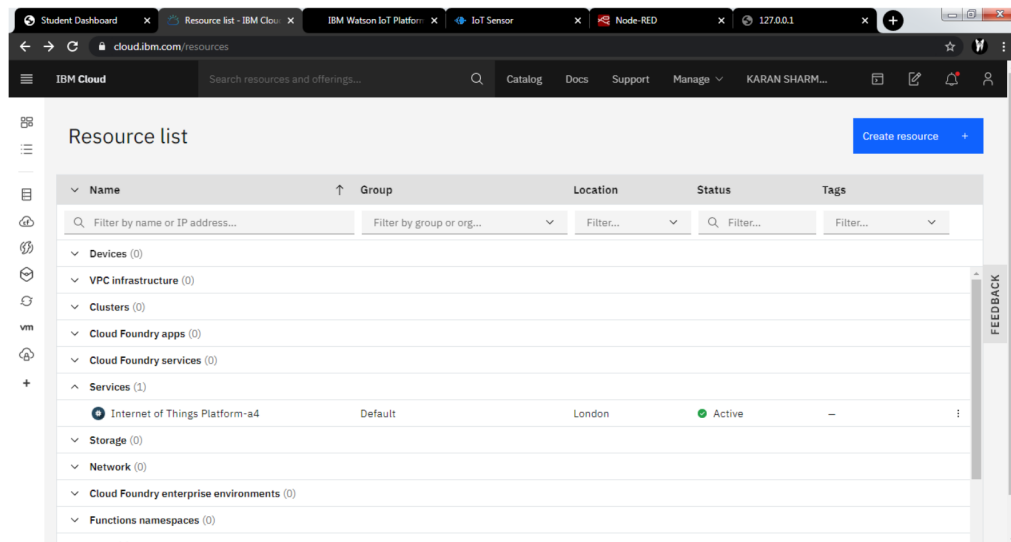 Student Dashboard
Resource list - IBM Clou
IBM Watson IoT Platform
IoT Sensor
Node-RED
127.0.0.1
cloud.ibm.com/resources
IBM Cloud
Search resources and offerings...
Catalog
Docs
Support
Manage
KARAN SHARM...
Resource list
Create resource +
Name
Group
Location
Status
Tags
Filter by name or IP address...
Filter by group or org...
Filter...
Filter...
Filter...
Devices (0)
VPC infrastructure (0)
Clusters (0)
Cloud Foundry apps (0)
Cloud Foundry services (0)
Services (1)
Internet of Things Platform-a4 Default London Active –
Storage (0)
Network (0)
Cloud Foundry enterprise environments (0)
Functions namespaces (0)
vm
FEEDBACK